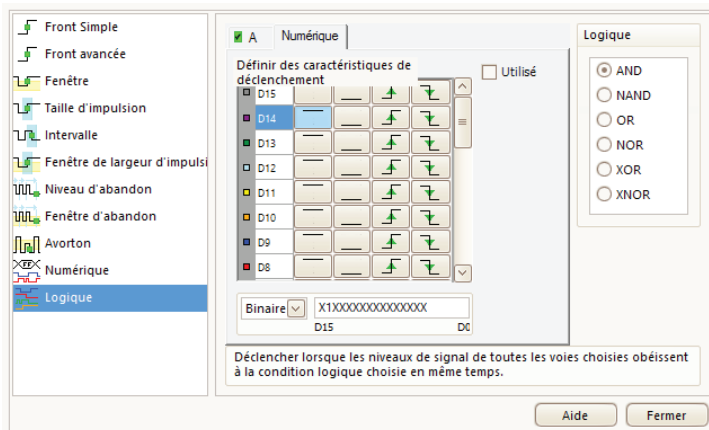 Front Simple
Front avancée
Fenêtre
Taille d'impulsion
Intervalle
Fenêtre de largeur d'impulsi
Niveau d'abandon
Fenêtre d'abandon
Avorton
Numérique
Logique
A
Numérique
Définir des caractéristiques de
déclenchement
Utilisé
D15
D14
D13
D12
D11
D10
D9
D8
Binaire
X1XXXXXXXXXXXXXX
D15
D0
Logique
AND
NAND
OR
NOR
XOR
XNOR
Déclencher lorsque les niveaux de signal de toutes les voies choisies obéissent
à la condition logique choisie en même temps.
Aide
Fermer